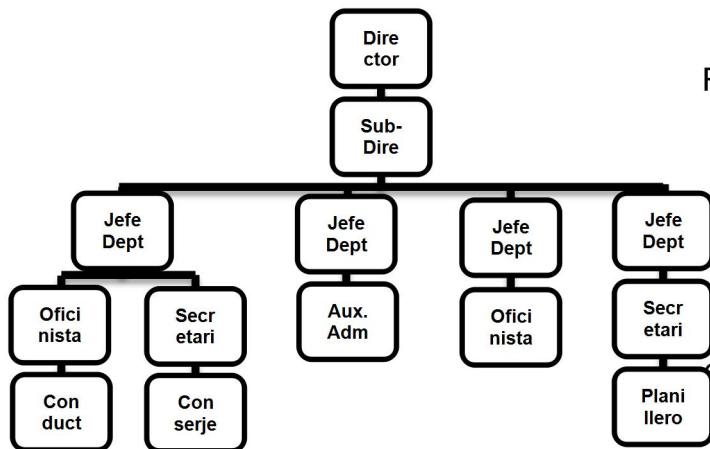 Dire
ctor
F
Sub-
Dire
Jefe
Dept
Jefe
Dept
Jefe
Dept
Jefe
Dept
Ofici
nista
Secr
etari
Aux.
Adm
Ofici
nista
Secr
etari
Con
duct
Con
serje
Plani
llero